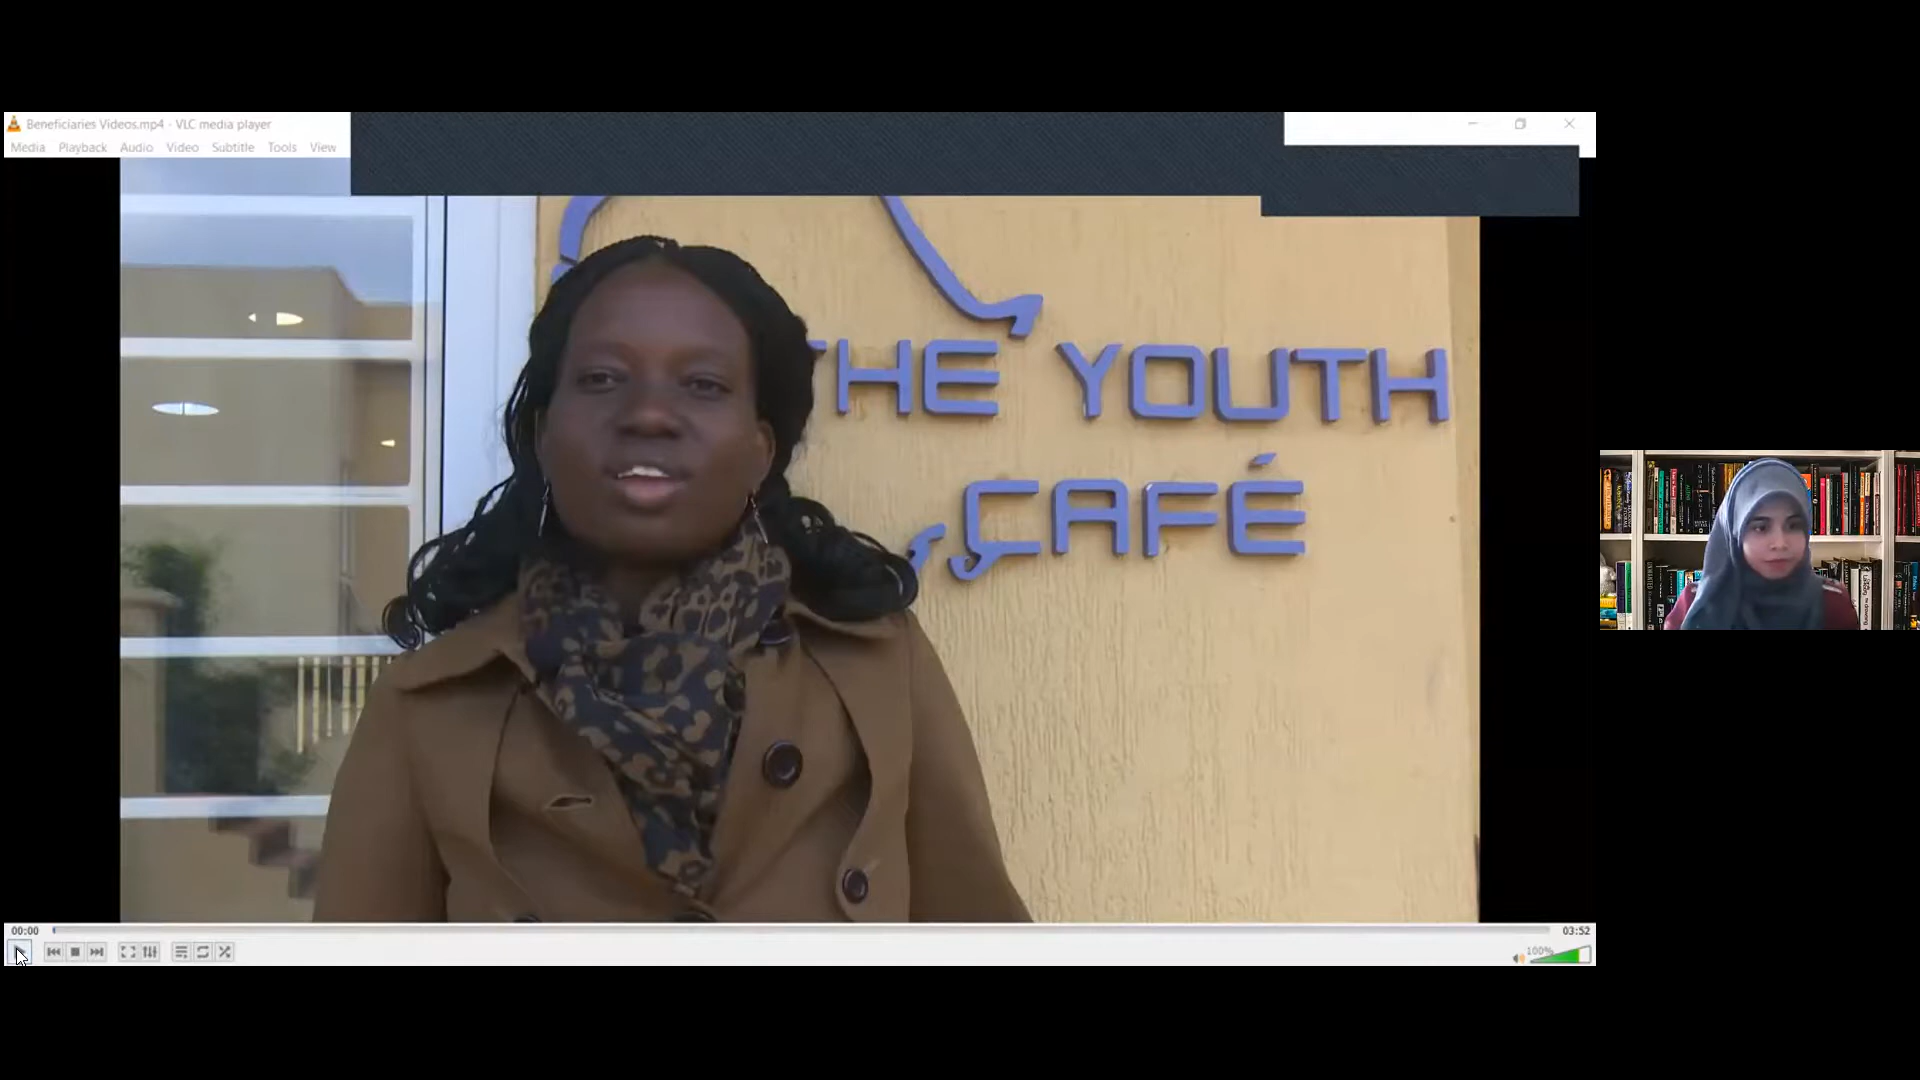 Beneficiaries Videos.mp4 - VLC media player
Media Playback Audio Video Subtitle Tools View
THE YOUTH
CAFÉ
00:00
03:52
100%